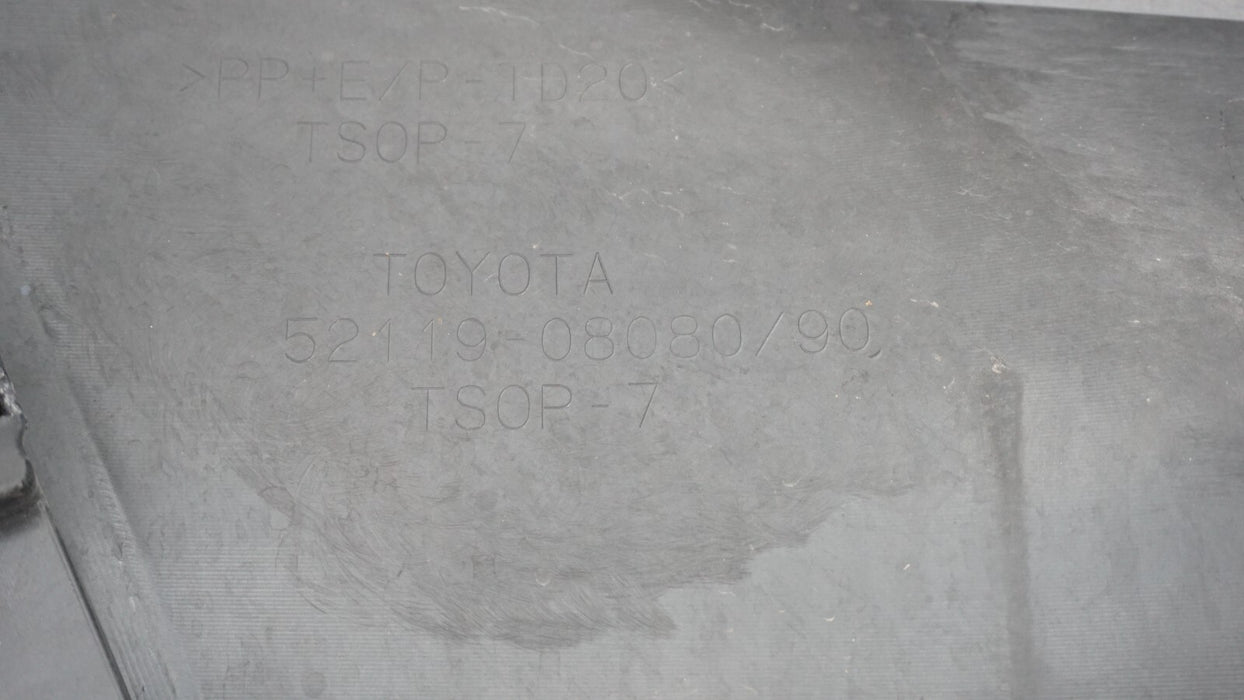 >PP+E/P-TD20<
TSOP-7
TOYOTA
52119-08080/90
TSOP-7